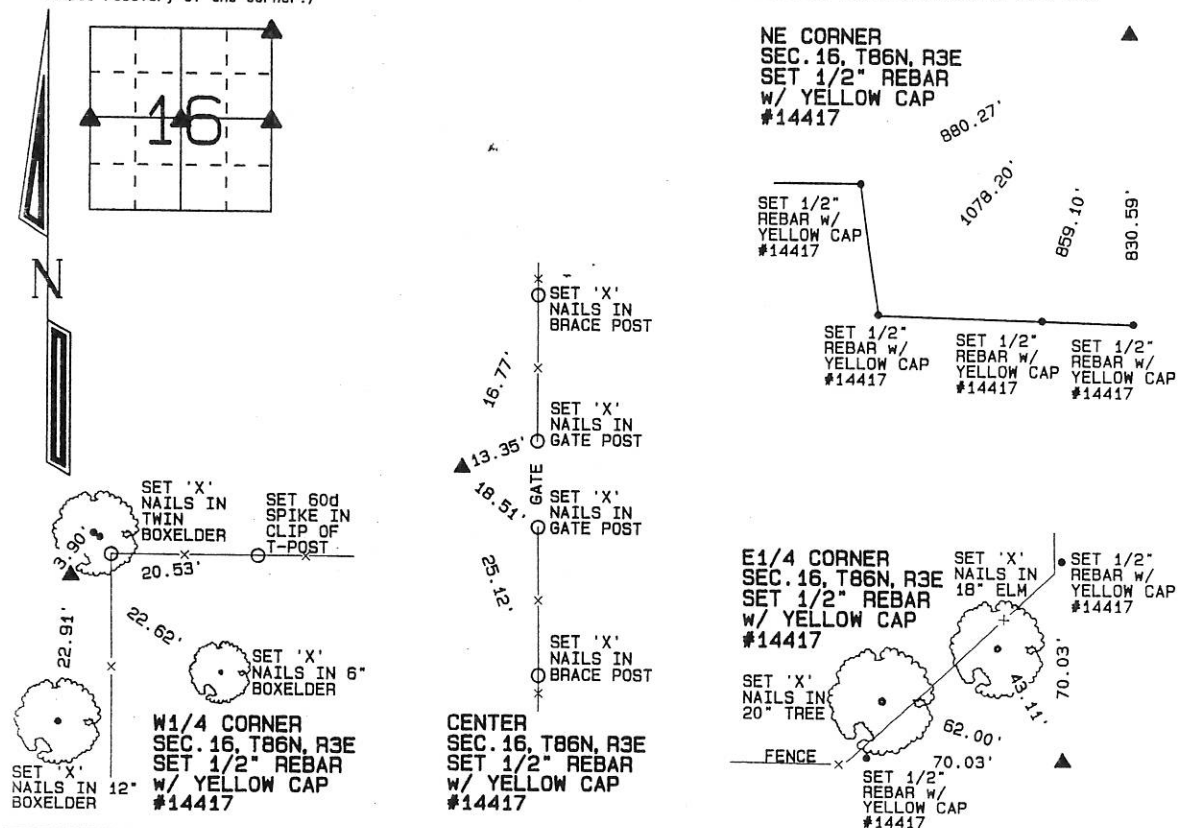 16
N
NE CORNER
SEC. 16, T86N, R3E
SET 1/2" REBAR
W/ YELLOW CAP
#14417
880.27'
1078.20'
859.10'
830.59'
SET 1/2"
REBAR W/
YELLOW CAP
#14417
SET 1/2"
REBAR W/
YELLOW CAP
#14417
SET 1/2"
REBAR W/
YELLOW CAP
#14417
SET 1/2"
REBAR W/
YELLOW CAP
#14417
SET 'X'
NAILS IN
TWIN
BOXELDER
SET 60d
SPIKE IN
CLIP OF
T-POST
3.90'
20.53'
22.91'
22.62'
SET 'X'
NAILS IN 6"
BOXELDER
SET 'X'
NAILS IN 12"
BOXELDER
W1/4 CORNER
SEC. 16, T86N, R3E
SET 1/2" REBAR
W/ YELLOW CAP
#14417
SET 'X'
NAILS IN
BRACE POST
16.77'
SET 'X'
NAILS IN
GATE POST
13.35'
GATE
18.51'
SET 'X'
NAILS IN
GATE POST
25.12'
SET 'X'
NAILS IN
BRACE POST
CENTER
SEC. 16, T86N, R3E
SET 1/2" REBAR
W/ YELLOW CAP
#14417
E1/4 CORNER
SEC. 16, T86N, R3E
SET 1/2" REBAR
W/ YELLOW CAP
#14417
SET 'X'
NAILS IN
18" ELM
SET 1/2"
REBAR W/
YELLOW CAP
#14417
SET 'X'
NAILS IN
20" TREE
43.11'
70.03'
62.00'
70.03'
FENCE
SET 1/2"
REBAR W/
YELLOW CAP
#14417